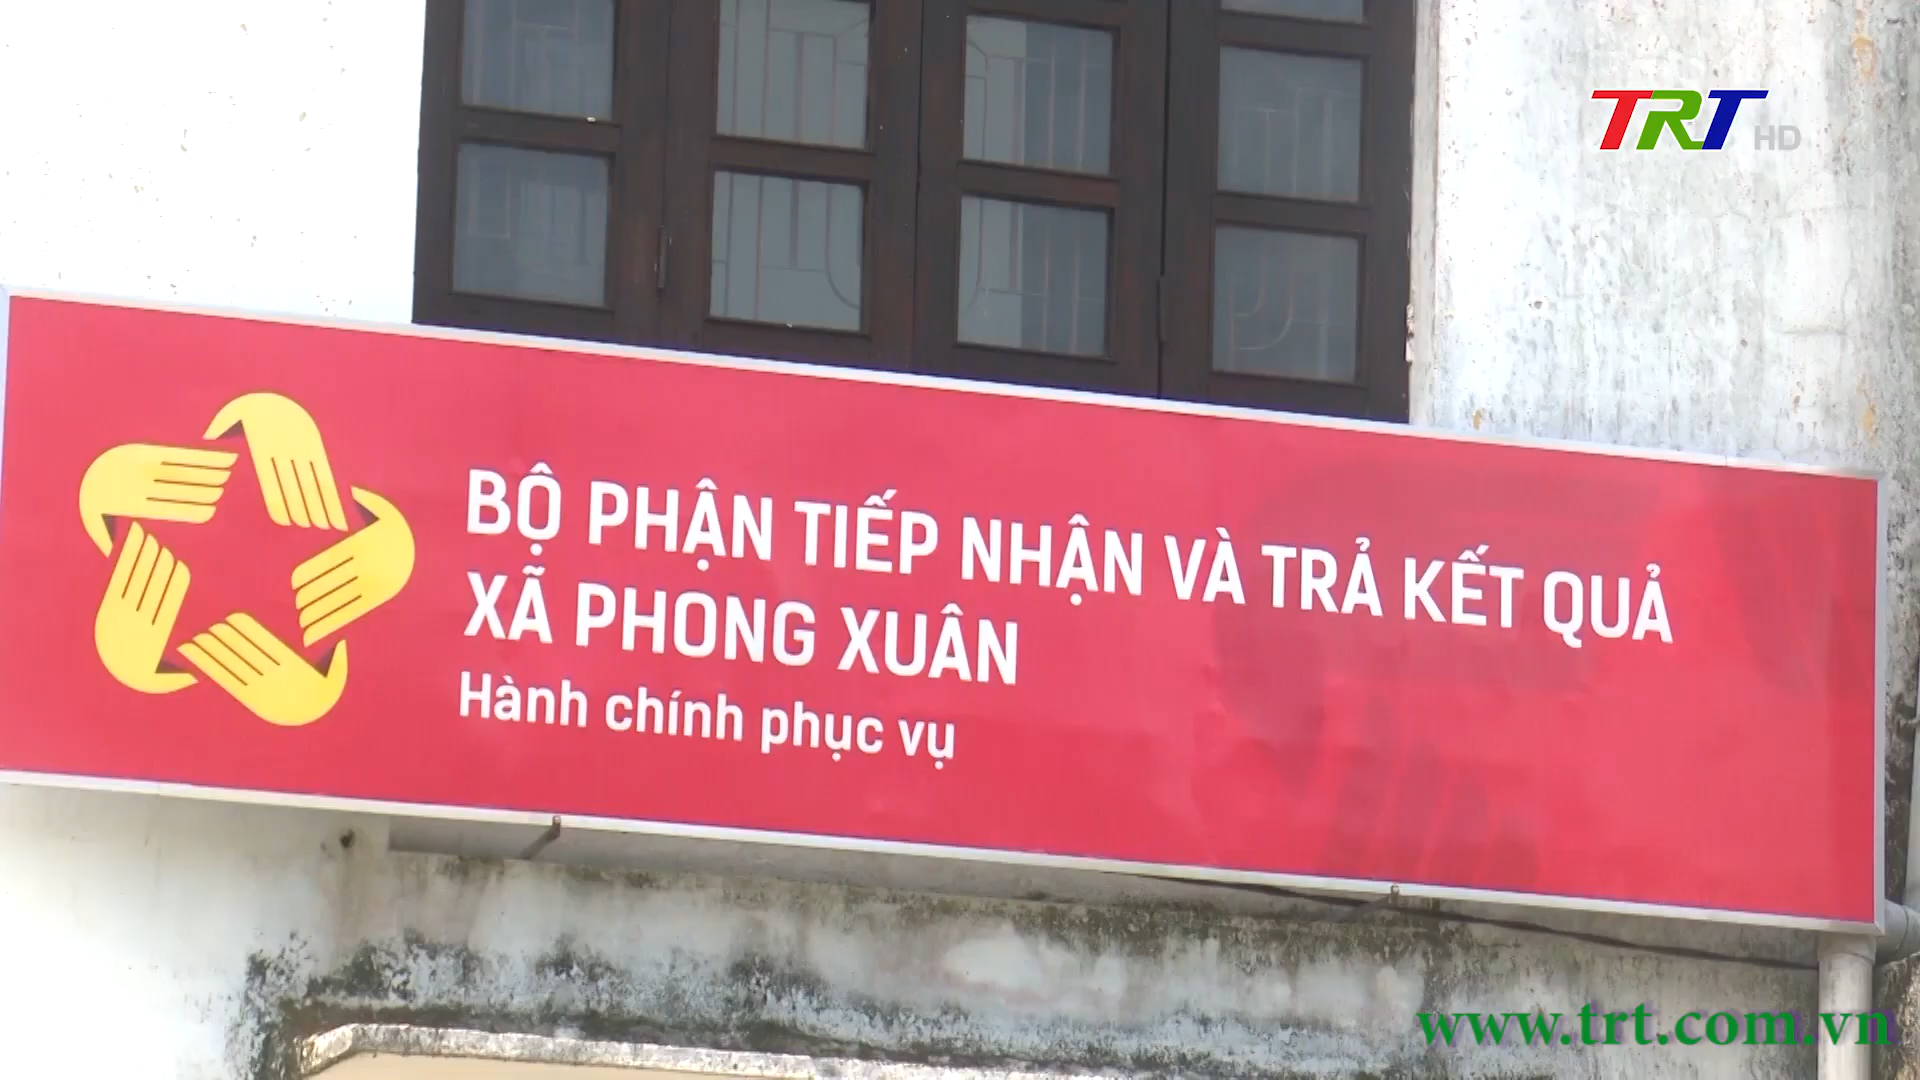 TRT HD
BỘ PHẬN TIẾP NHẬN VÀ TRẢ KẾT QUẢ
XÃ PHONG XUÂN
Hành chính phục vụ
www.trt.com.vn